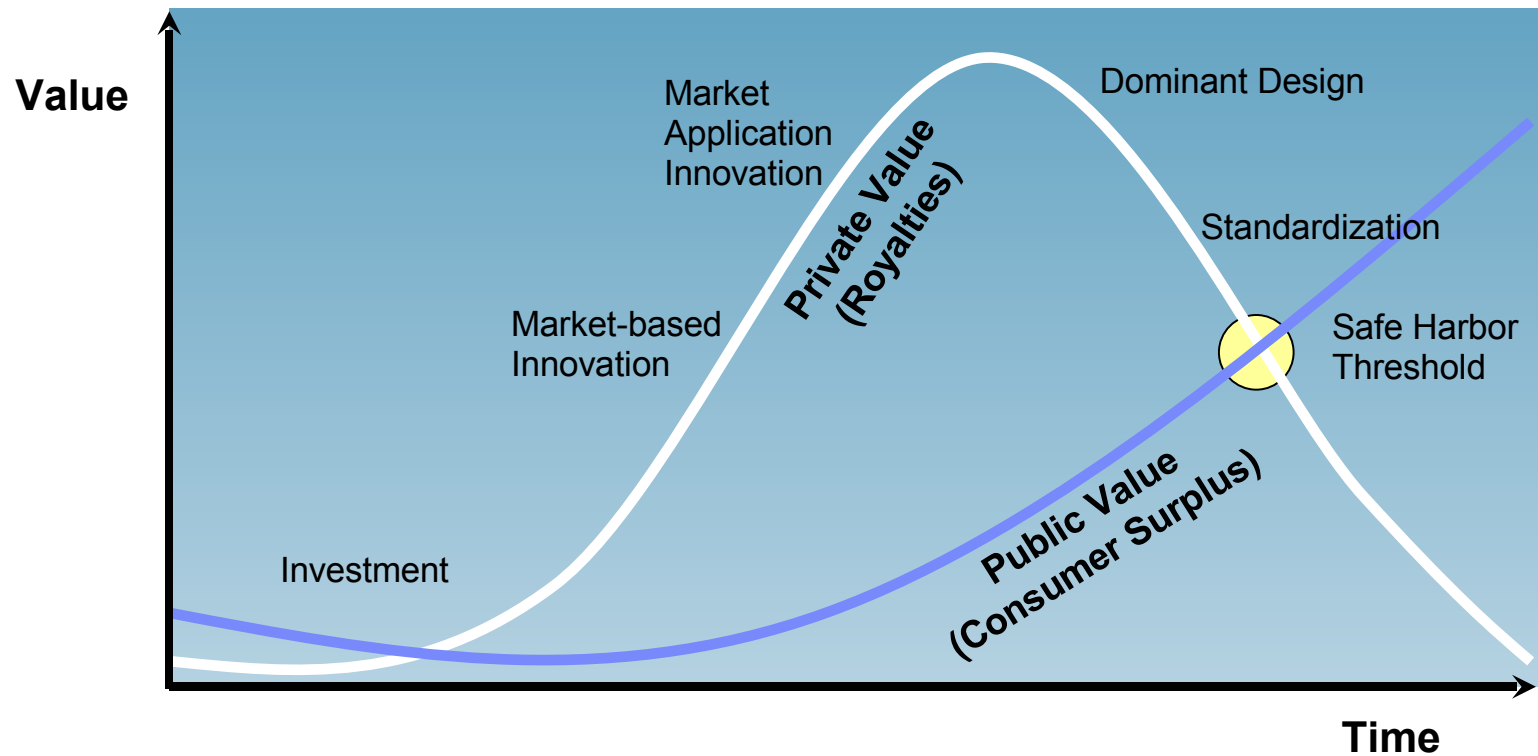 Value
Market
Application
Innovation
Dominant Design
Private Value
(Royalties)
Standardization
Market-based
Innovation
Safe Harbor
Threshold
Investment
Public Value
(Consumer Surplus)
Time